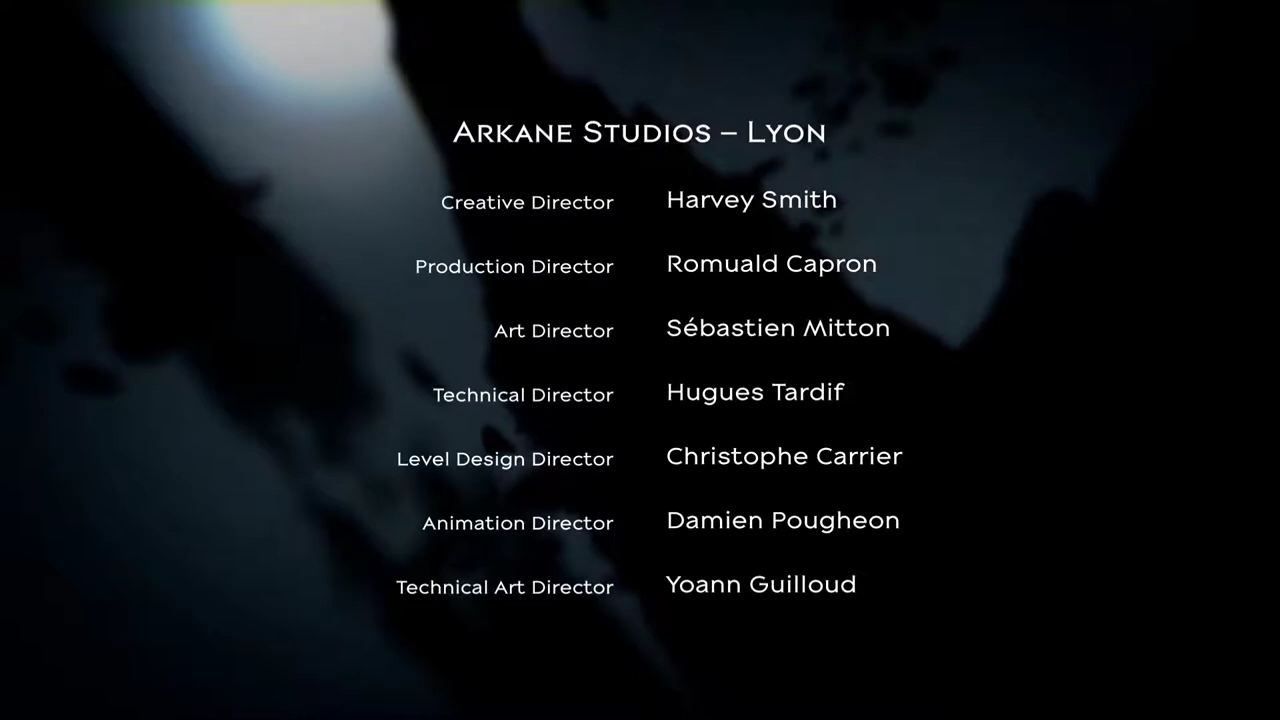 Arkane Studios – Lyon
Creative Director Harvey Smith
Production Director Romuald Capron
Art Director Sébastien Mitton
Technical Director Hugues Tardif
Level Design Director Christophe Carrier
Animation Director Damien Pougheon
Technical Art Director Yoann Guilloud